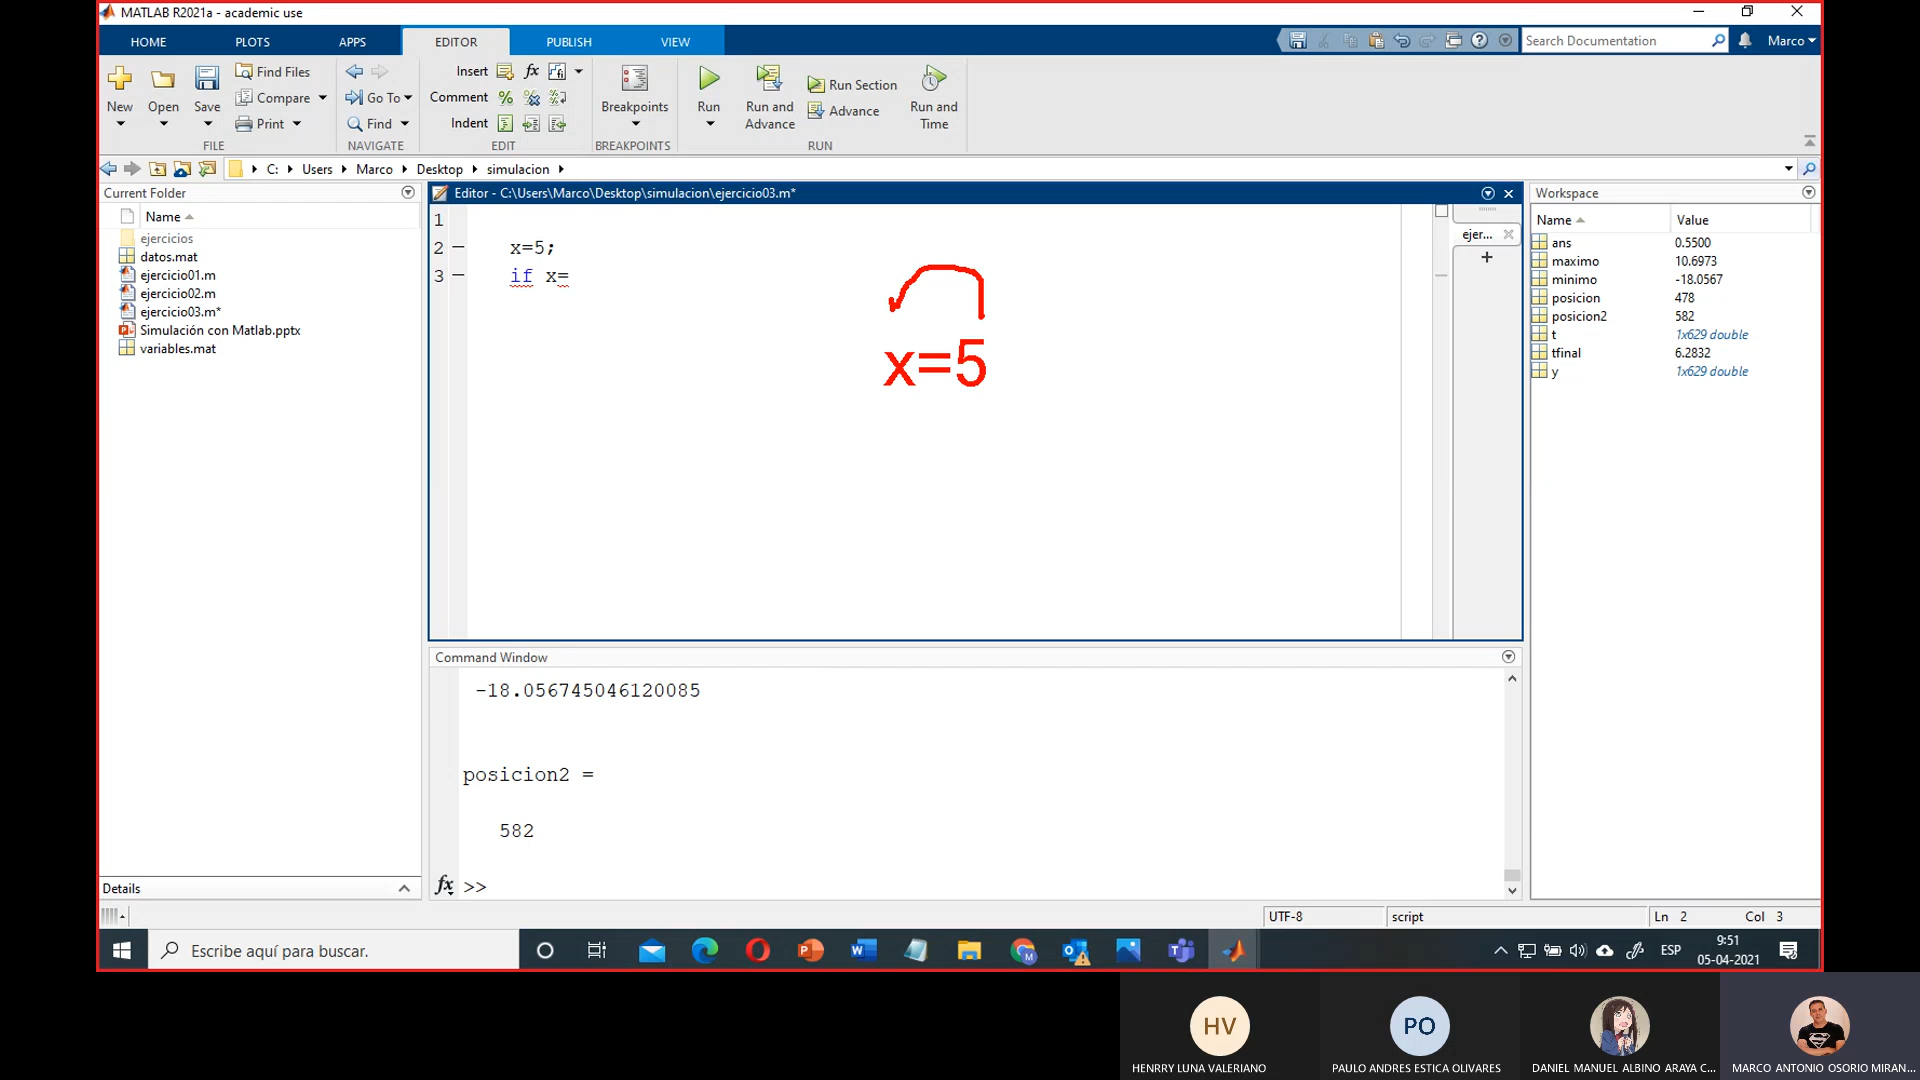 MATLAB R2021a - academic use
HOME
PLOTS
APPS
EDITOR
PUBLISH
VIEW
Search Documentation
Marco
New
Open
Save
Find Files
Compare
Print
FILE
Go To
Find
NAVIGATE
Insert
fx
Comment
Indent
EDIT
Breakpoints
BREAKPOINTS
Run
Run and
Advance
Run Section
Advance
Run and
Time
RUN
C:
Users
Marco
Desktop
simulacion
Current Folder
Name
ejercicios
datos.mat
ejercicio01.m
ejercicio02.m
ejercicio03.m*
Simulación con Matlab.pptx
variables.mat
Details
Editor - C:\Users\Marco\Desktop\simulacion\ejercicio03.m*
1
2 – x=5;
3 – if x=
x=5
ejer...
+
Command Window
-18.056745046120085
posicion2 =
582
fx >>
Workspace
Name Value
ans 0.5500
maximo 10.6973
minimo -18.0567
posicion 478
posicion2 582
t 1x629 double
tfinal 6.2832
y 1x629 double
UTF-8
script
Ln 2 Col 3
Escribe aquí para buscar.
ESP
9:51
05-04-2021
HV
HENRRY LUNA VALERIANO
PO
PAULO ANDRES ESTICA OLIVARES
DANIEL MANUEL ALBINO ARAYA C...
MARCO ANTONIO OSORIO MIRAN...